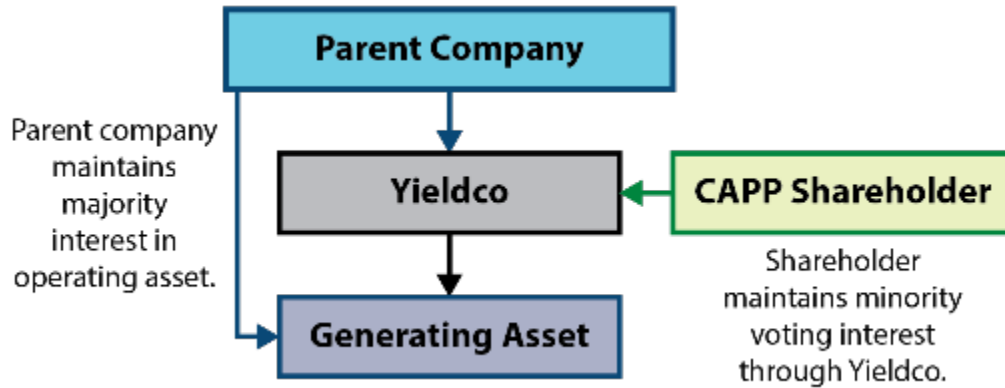 Parent Company
Parent company
maintains
majority
interest in
operating asset.
Yieldco
CAPP Shareholder
Shareholder
maintains minority
voting interest
through Yieldco.
Generating Asset